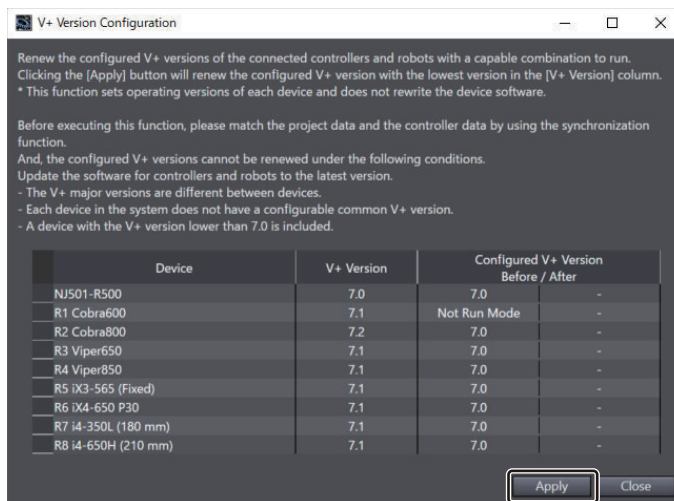 V+ Version Configuration
Renew the configured V+ versions of the connected controllers and robots with a capable combination to run.
Clicking the [Apply] button will renew the configured V+ version with the lowest version in the [V+ Version] column.
* This function sets operating versions of each device and does not rewrite the device software.
Before executing this function, please match the project data and the controller data by using the synchronization
function.
And, the configured V+ versions cannot be renewed under the following conditions.
Update the software for controllers and robots to the latest version.
- The V+ major versions are different between devices.
- Each device in the system does not have a configurable common V+ version.
- A device with the V+ version lower than 7.0 is included.
Device V+ Version Configured V+ Version
Before / After
NJ501-R500 7.0 7.0 -
R1 Cobra600 7.1 Not Run Mode -
R2 Cobra800 7.2 7.0 -
R3 Viper650 7.1 7.0 -
R4 Viper850 7.1 7.0 -
R5 iX3-565 (Fixed) 7.1 7.0 -
R6 iX4-650 P30 7.1 7.0 -
R7 i4-350L (180 mm) 7.1 7.0 -
R8 i4-650H (210 mm) 7.1 7.0 -
Apply Close